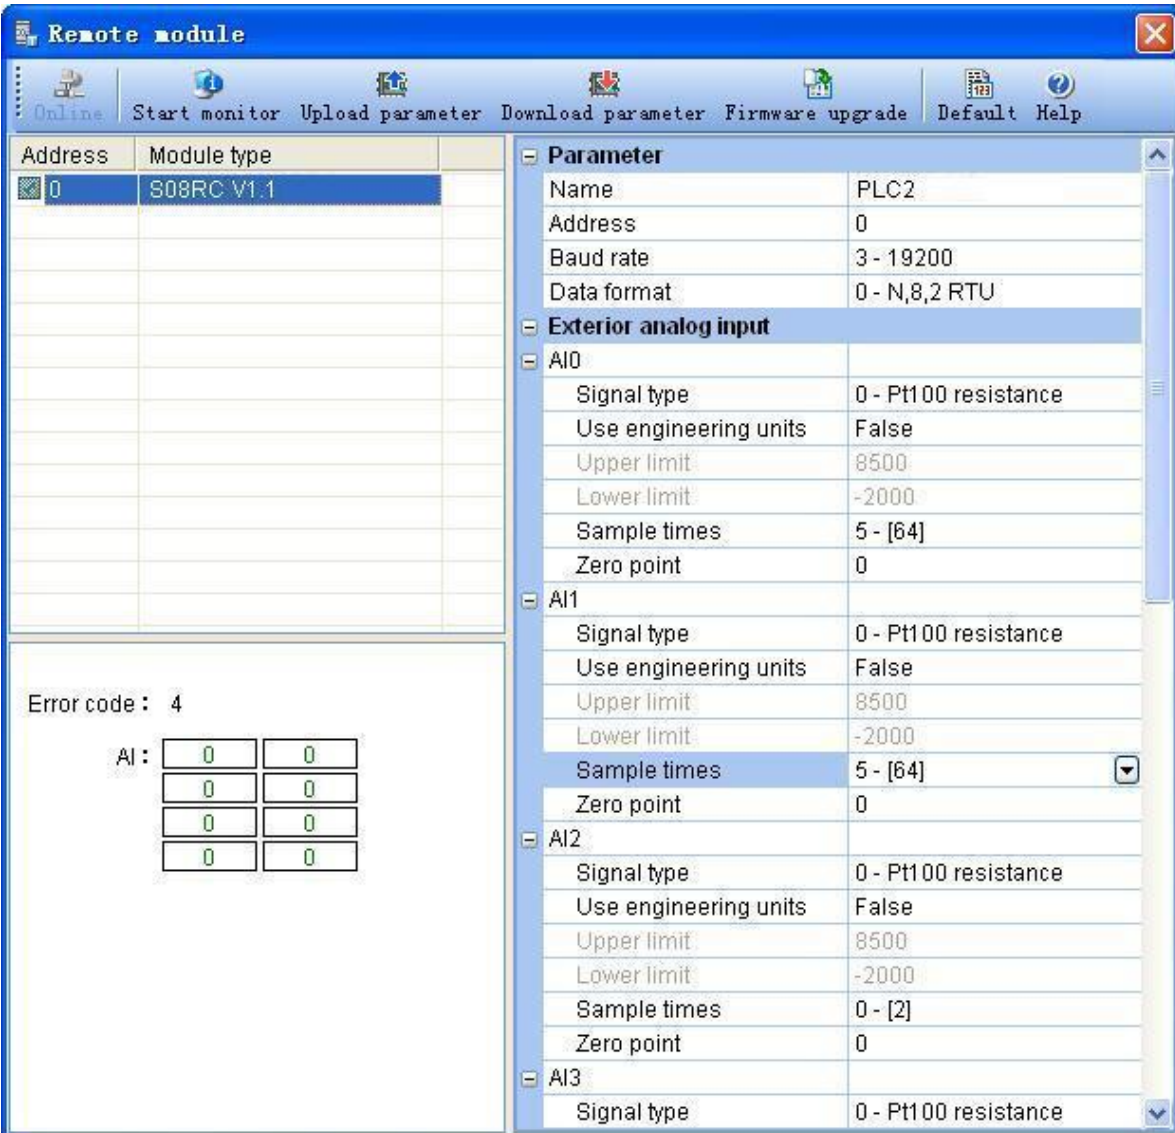 Remote module
Online Start monitor Upload parameter Download parameter Firmware upgrade Default Help
Address Module type
0 S08RC V1.1
Error code: 4
AI: 0 0
0 0
0 0
0 0
Parameter
Name PLC2
Address 0
Baud rate 3 - 19200
Data format 0 - N,8,2 RTU
Exterior analog input
AI0
Signal type 0 - Pt100 resistance
Use engineering units False
Upper limit 8500
Lower limit -2000
Sample times 5 - [64]
Zero point 0
AI1
Signal type 0 - Pt100 resistance
Use engineering units False
Upper limit 8500
Lower limit -2000
Sample times 5 - [64]
Zero point 0
AI2
Signal type 0 - Pt100 resistance
Use engineering units False
Upper limit 8500
Lower limit -2000
Sample times 0 - [2]
Zero point 0
AI3
Signal type 0 - Pt100 resistance